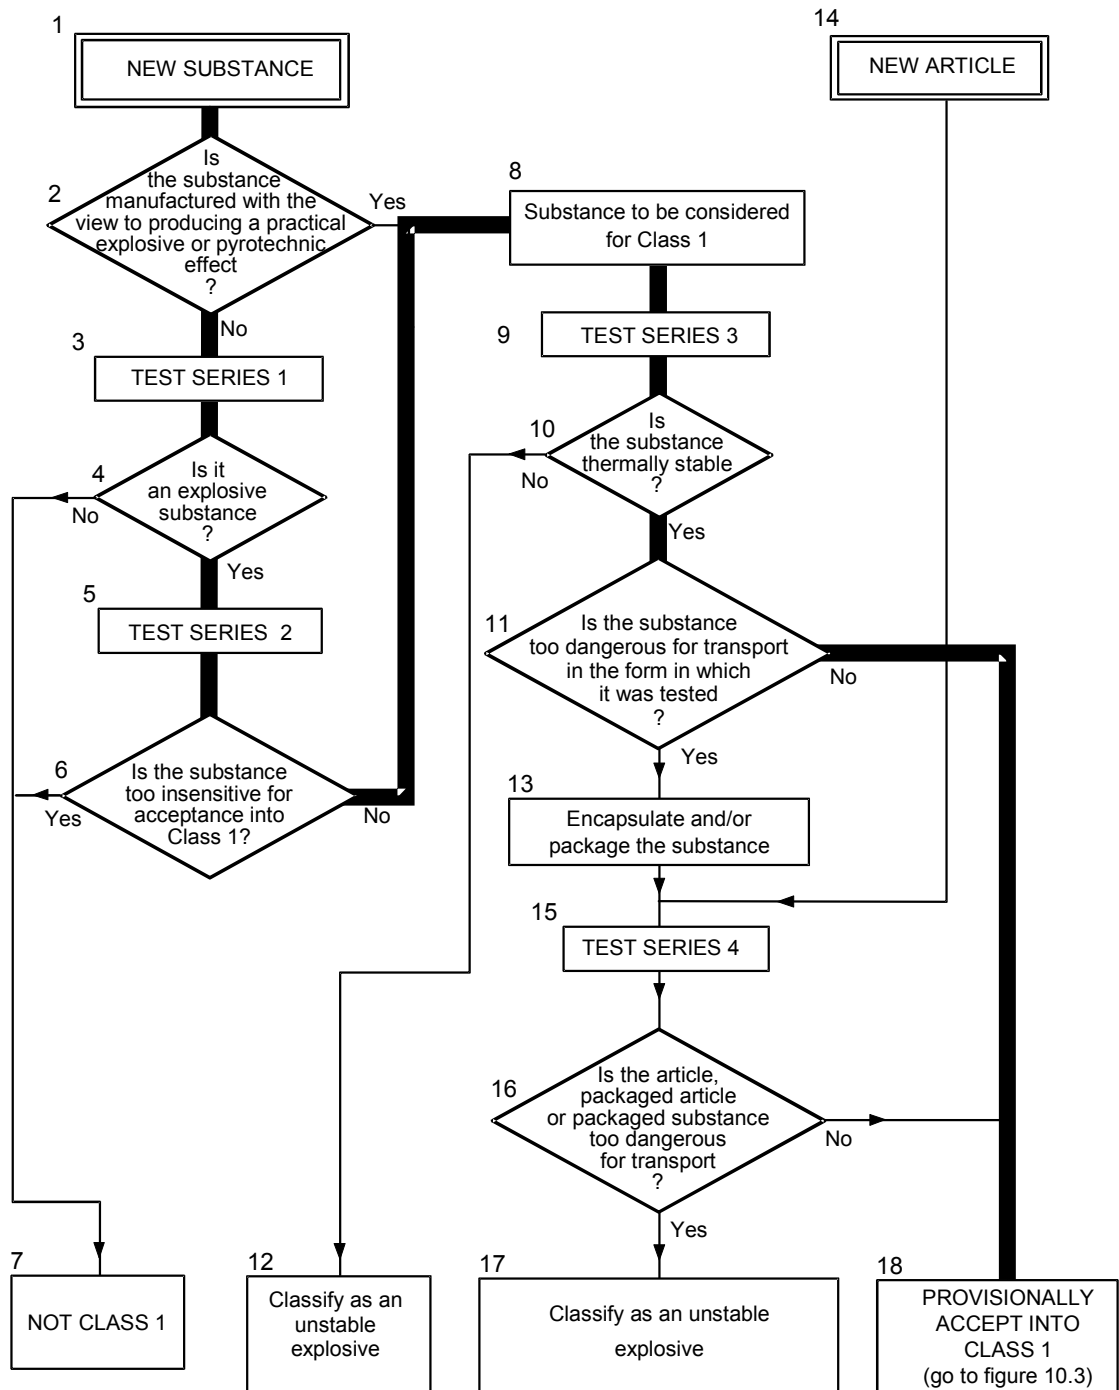 1
NEW SUBSTANCE
2
Is
the substance
manufactured with the
view to producing a practical
explosive or pyrotechnic
effect
?
Yes
No
3
TEST SERIES 1
4
Is it
an explosive
substance
?
No
Yes
5
TEST SERIES 2
6
Is the substance
too insensitive for
acceptance into
Class 1?
Yes
No
7
NOT CLASS 1
8
Substance to be considered
for Class 1
9
TEST SERIES 3
10
Is
the substance
thermally stable
?
No
Yes
11
Is the substance
too dangerous for transport
in the form in which
it was tested
?
No
Yes
12
Classify as an
unstable
explosive
13
Encapsulate and/or
package the substance
14
NEW ARTICLE
15
TEST SERIES 4
16
Is the article,
packaged article
or packaged substance
too dangerous
for transport
?
No
Yes
17
Classify as an unstable
explosive
18
PROVISIONALLY
ACCEPT INTO
CLASS 1
(go to figure 10.3)